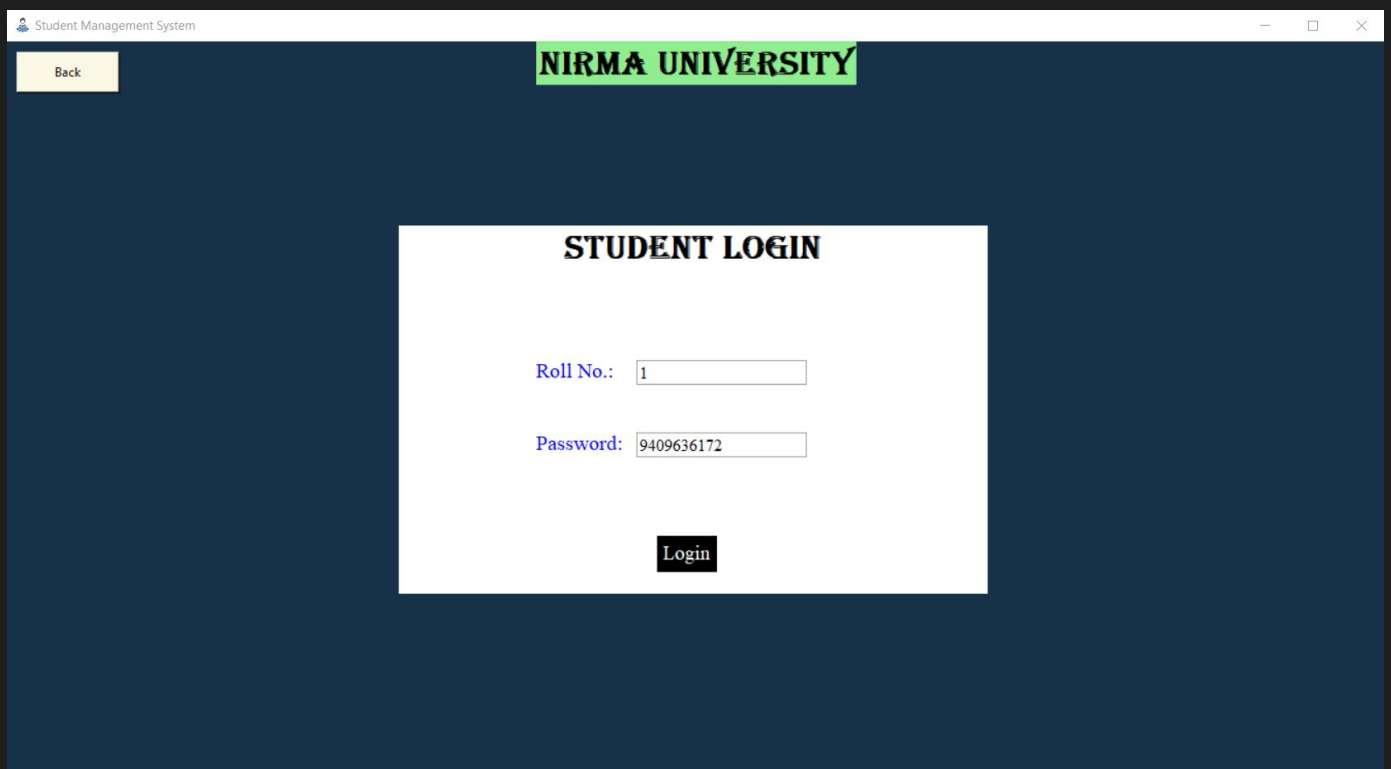 Student Management System
Back
NIRMA UNIVERSITY
STUDENT LOGIN
Roll No.: 1
Password: 9409636172
Login